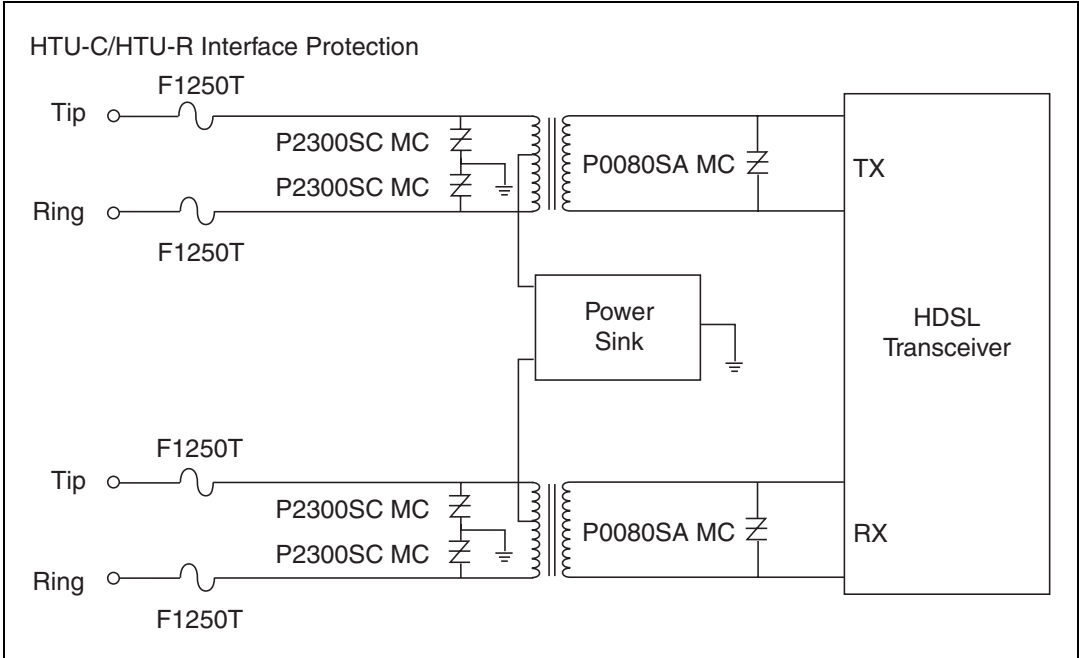 HTU-C/HTU-R Interface Protection
F1250T
Tip
P2300SC MC
P2300SC MC
Ring
F1250T
P0080SA MC
TX
Power
Sink
HDSL
Transceiver
F1250T
Tip
P2300SC MC
P2300SC MC
Ring
F1250T
P0080SA MC
RX